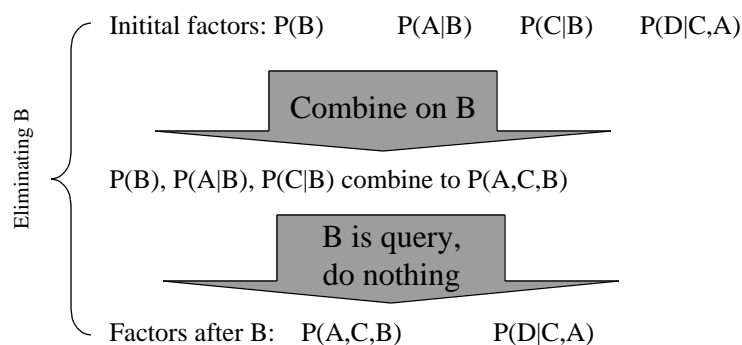 Initital factors: P(B) P(A|B) P(C|B) P(D|C,A)
Combine on B
Eliminating B
P(B), P(A|B), P(C|B) combine to P(A,C,B)
B is query,
do nothing
Factors after B: P(A,C,B) P(D|C,A)